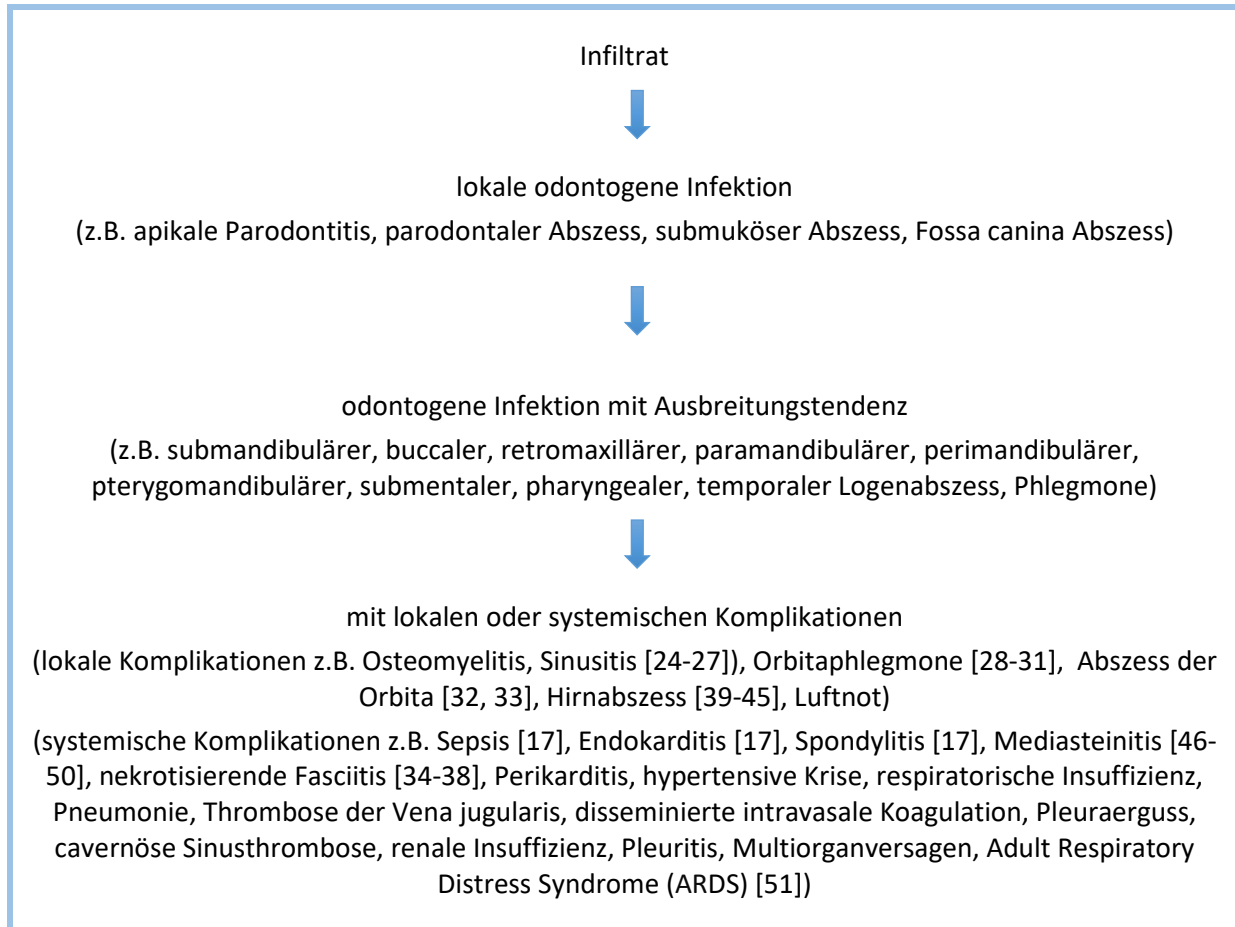 Infiltrat
lokale odontogene Infektion
(z.B. apikale Parodontitis, parodontaler Abszess, submuköser Abszess, Fossa canina Abszess)
odontogene Infektion mit Ausbreitungstendenz
(z.B. submandibulärer, buccaler, retromaxillärer, paramandibulärer, perimandibulärer,
pterygomandibulärer, submentaler, pharyngealer, temporaler Logenabszess, Phlegmone)
mit lokalen oder systemischen Komplikationen
(lokale Komplikationen z.B. Osteomyelitis, Sinusitis [24-27]), Orbitaphlegmone [28-31], Abszess der
Orbita [32, 33], Hirnabszess [39-45], Luftnot)
(systemische Komplikationen z.B. Sepsis [17], Endokarditis [17], Spondylitis [17], Mediasteinitis [46-
50], nekrotisierende Fasciitis [34-38], Perikarditis, hypertensive Krise, respiratorische Insuffizienz,
Pneumonie, Thrombose der Vena jugularis, disseminierte intravasale Koagulation, Pleuraerguss,
cavernöse Sinusthrombose, renale Insuffizienz, Pleuritis, Multiorganversagen, Adult Respiratory
Distress Syndrome (ARDS) [51])